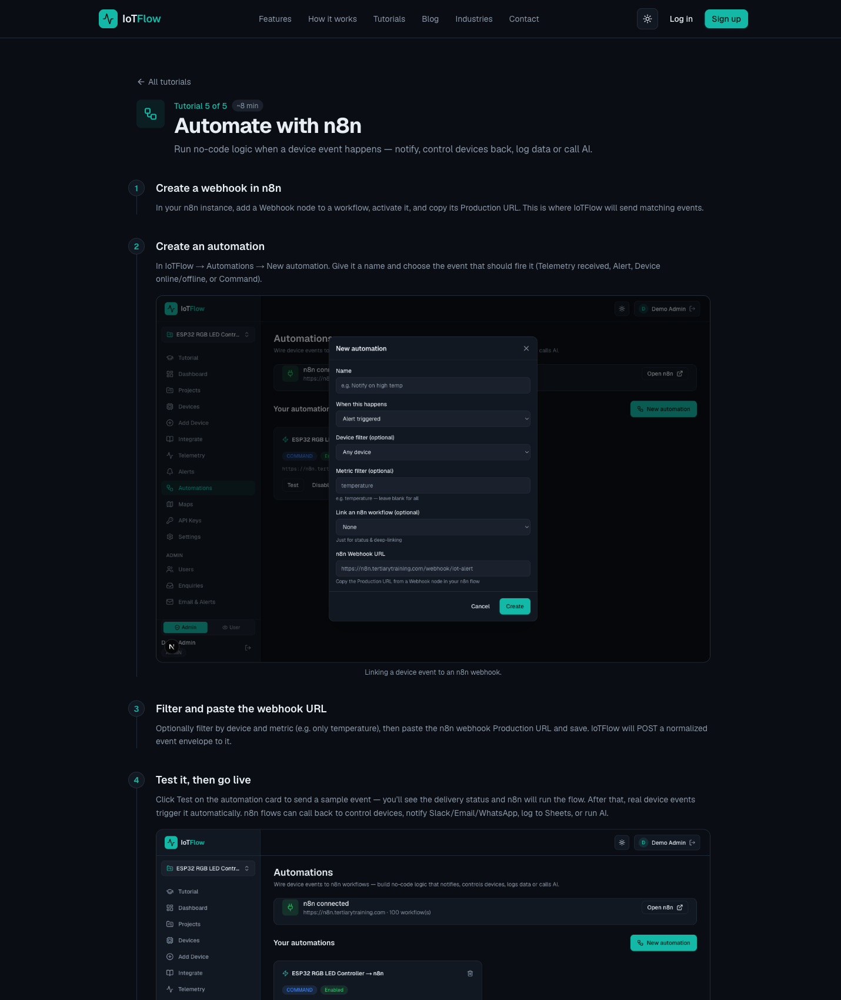 IoTFlow
Features
How it works
Tutorials
Blog
Industries
Contact
Log in
Sign up
← All tutorials
Tutorial 5 of 5
~8 min
Automate with n8n
Run no-code logic when a device event happens — notify, control devices back, log data or call AI.
1
Create a webhook in n8n
In your n8n instance, add a Webhook node to a workflow, activate it, and copy its Production URL. This is where IoTFlow will send matching events.
2
Create an automation
In IoTFlow → Automations → New automation. Give it a name and choose the event that should fire it (Telemetry received, Alert, Device
online/offline, or Command).
IoTFlow
D Demo Admin
ESP32 RGB LED Contr...
Tutorial
Dashboard
Projects
Devices
Add Device
Integrate
Telemetry
Alerts
Automations
Maps
API Keys
Settings
ADMIN
Users
Enquiries
Email & Alerts
Admin
User
Admin
N
Automations
Wire device events to
calls AI.
n8n conn
https://n8
Open n8n
Your automation
New automation
ESP32 RGB L
COMMAND
En
https://n8n.tert
Test
Disabl
New automation
Name
e.g. Notify on high temp
When this happens
Alert triggered
Device filter (optional)
Any device
Metric filter (optional)
temperature
e.g. temperature — leave blank for all
Link an n8n workflow (optional)
None
Just for status & deep-linking
n8n Webhook URL
https://n8n.tertiarytraining.com/webhook/iot-alert
Copy the Production URL from a Webhook node in your n8n flow
Cancel
Create
Linking a device event to an n8n webhook.
3
Filter and paste the webhook URL
Optionally filter by device and metric (e.g. only temperature), then paste the n8n webhook Production URL and save. IoTFlow will POST a normalized
event envelope to it.
4
Test it, then go live
Click Test on the automation card to send a sample event — you'll see the delivery status and n8n will run the flow. After that, real device events
trigger it automatically. n8n flows can call back to control devices, notify Slack/Email/WhatsApp, log to Sheets, or run AI.
IoTFlow
D Demo Admin
ESP32 RGB LED Contr...
Tutorial
Dashboard
Projects
Devices
Add Device
Integrate
Telemetry
Automations
Wire device events to n8n workflows — build no-code logic that notifies, controls devices, logs data or calls AI.
n8n connected
https://n8n.tertiarytraining.com · 100 workflow(s)
Open n8n
Your automations
New automation
ESP32 RGB LED Controller → n8n
COMMAND
Enabled